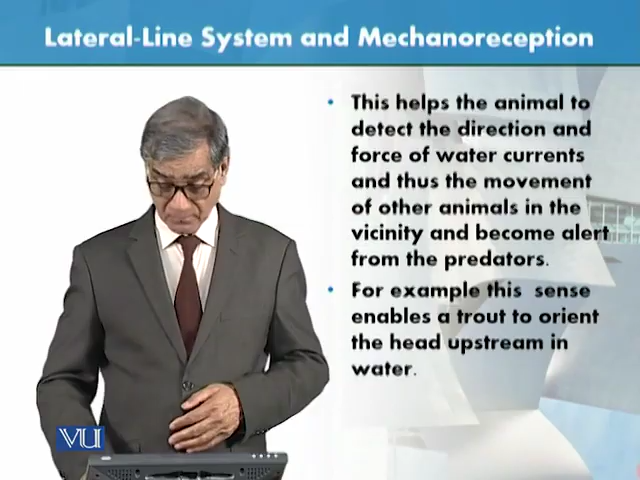 Lateral-Line System and Mechanoreception
• This helps the animal to
detect the direction and
force of water currents
and thus the movement
of other animals in the
vicinity and become alert
from the predators.
• For example this sense
enables a trout to orient
the head upstream in
water.
VU